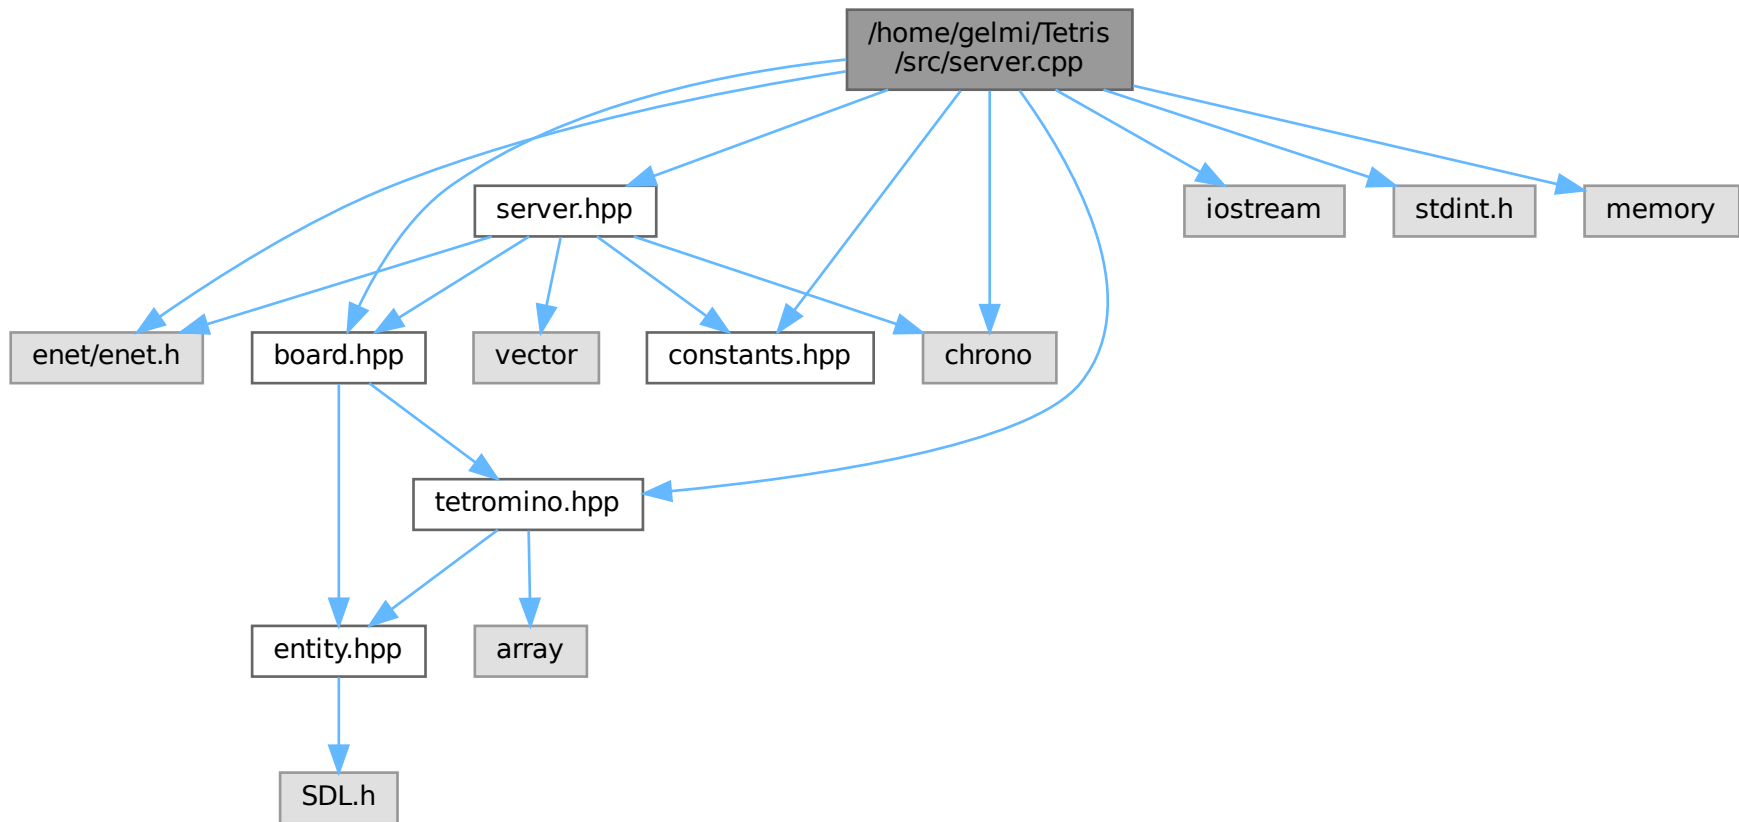 /home/gelmi/Tetris
/src/server.cpp
server.hpp
iostream
stdint.h
memory
enet/enet.h
board.hpp
vector
constants.hpp
chrono
tetromino.hpp
entity.hpp
array
SDL.h